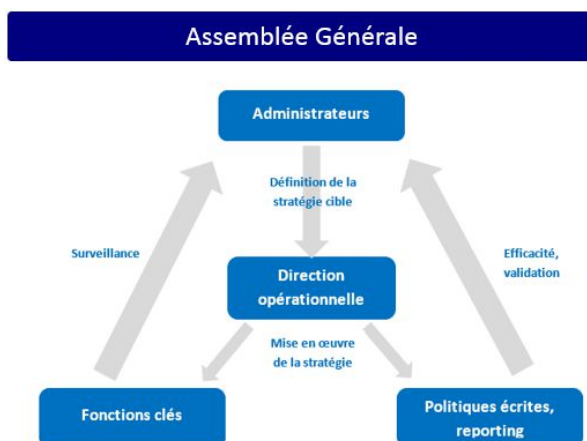 Assemblée Générale
Administrateurs
Définition de la
stratégie cible
Surveillance
Efficacité,
validation
Direction
opérationnelle
Mise en œuvre
de la stratégie
Fonctions clés
Politiques écrites,
reporting